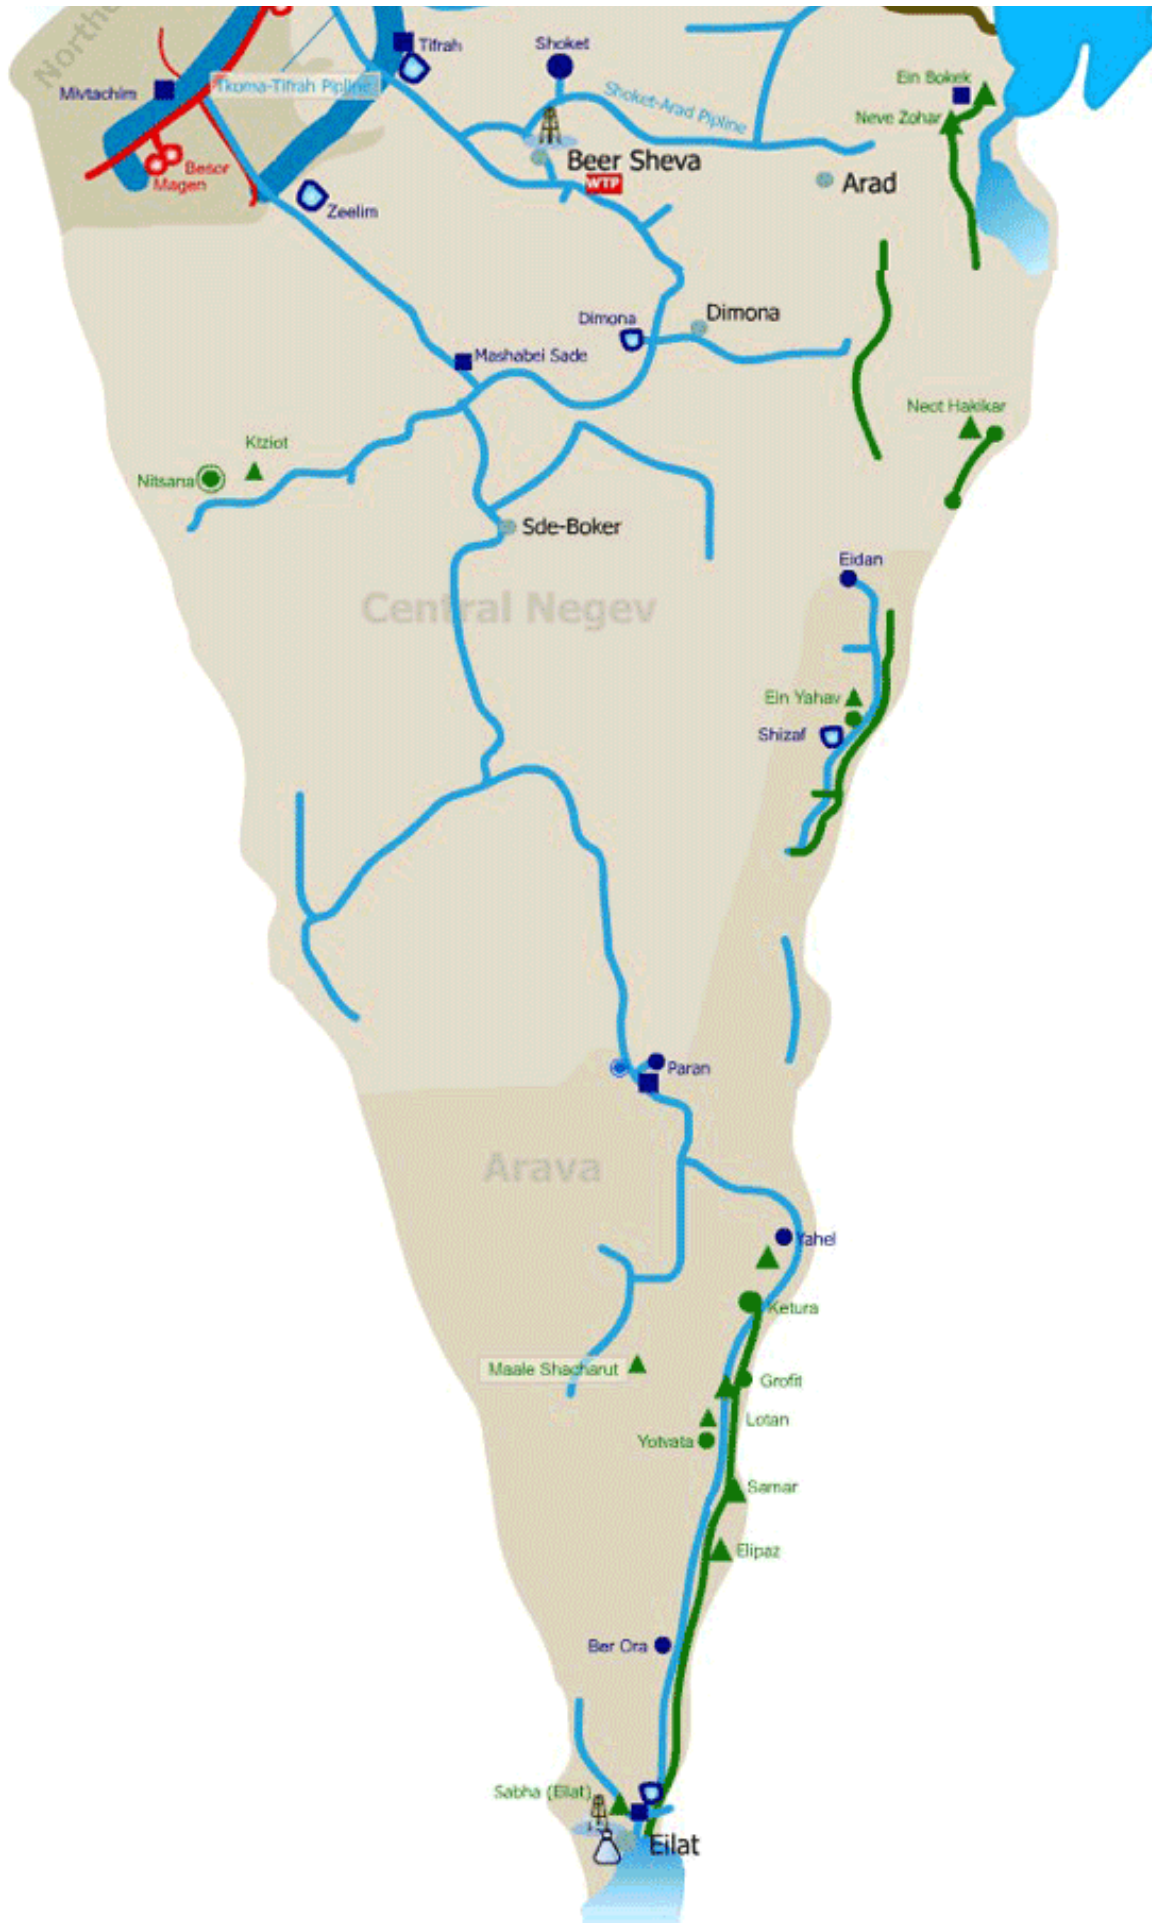 Northe
Tifrah
Shoket
Mivtachim
Tkoma-Tifrah Pipline
Shoket-Arad Pipline
Ein Bokek
Neve Zohar
Besor
Magen
Beer Sheva
WTP
Arad
Zeelim
Dimona
Dimona
Mashabei Sade
Neot Hakikar
Ktziot
Nitsana
Sde-Boker
Eidan
Central Negev
Ein Yahav
Shizaf
Paran
Arava
Yahel
Ketura
Maale Shacharut
Grofit
Lotan
Yotvata
Samar
Elipaz
Ber Ora
Sabha (Eilat)
Eilat